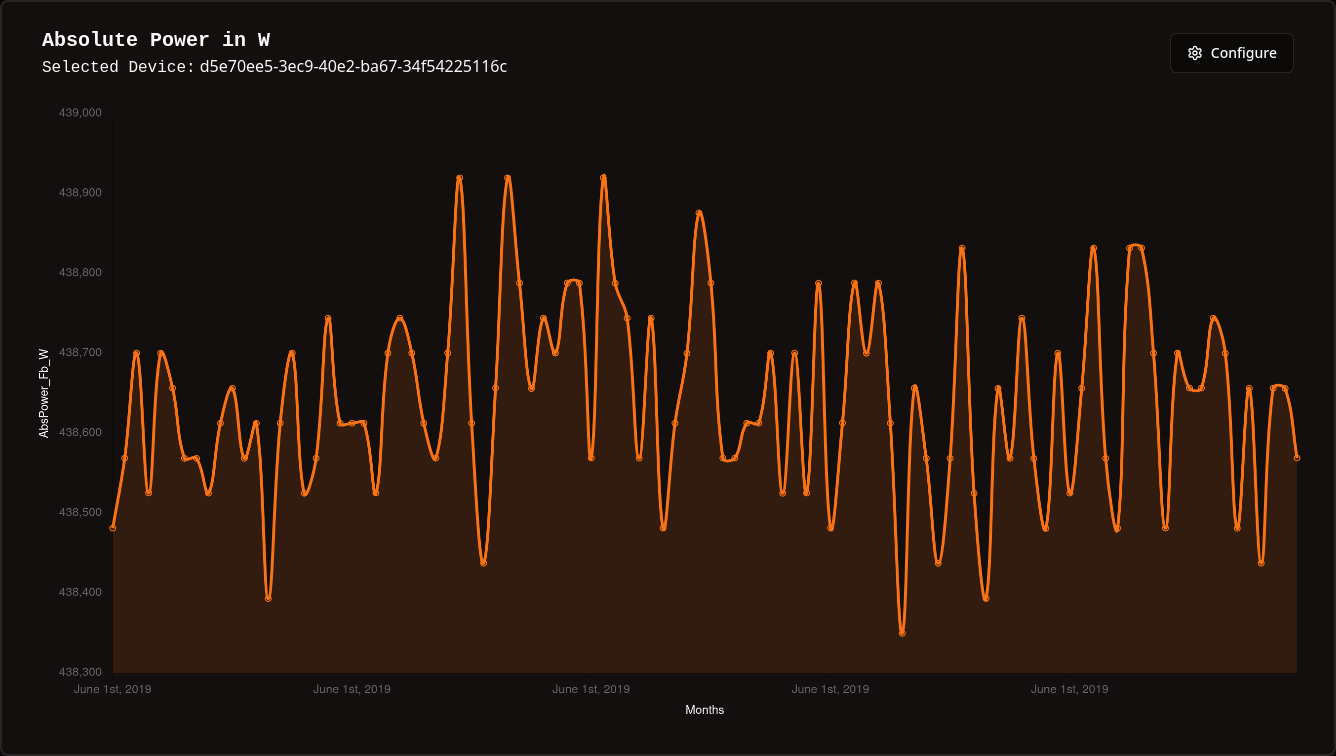 Absolute Power in W
Selected Device: d5e70ee5-3ec9-40e2-ba67-34f54225116c
Configure
439,000
438,900
438,800
438,700
438,600
438,500
438,400
438,300
AbsPower_Fb_W
June 1st, 2019 June 1st, 2019 June 1st, 2019 June 1st, 2019 June 1st, 2019
Months